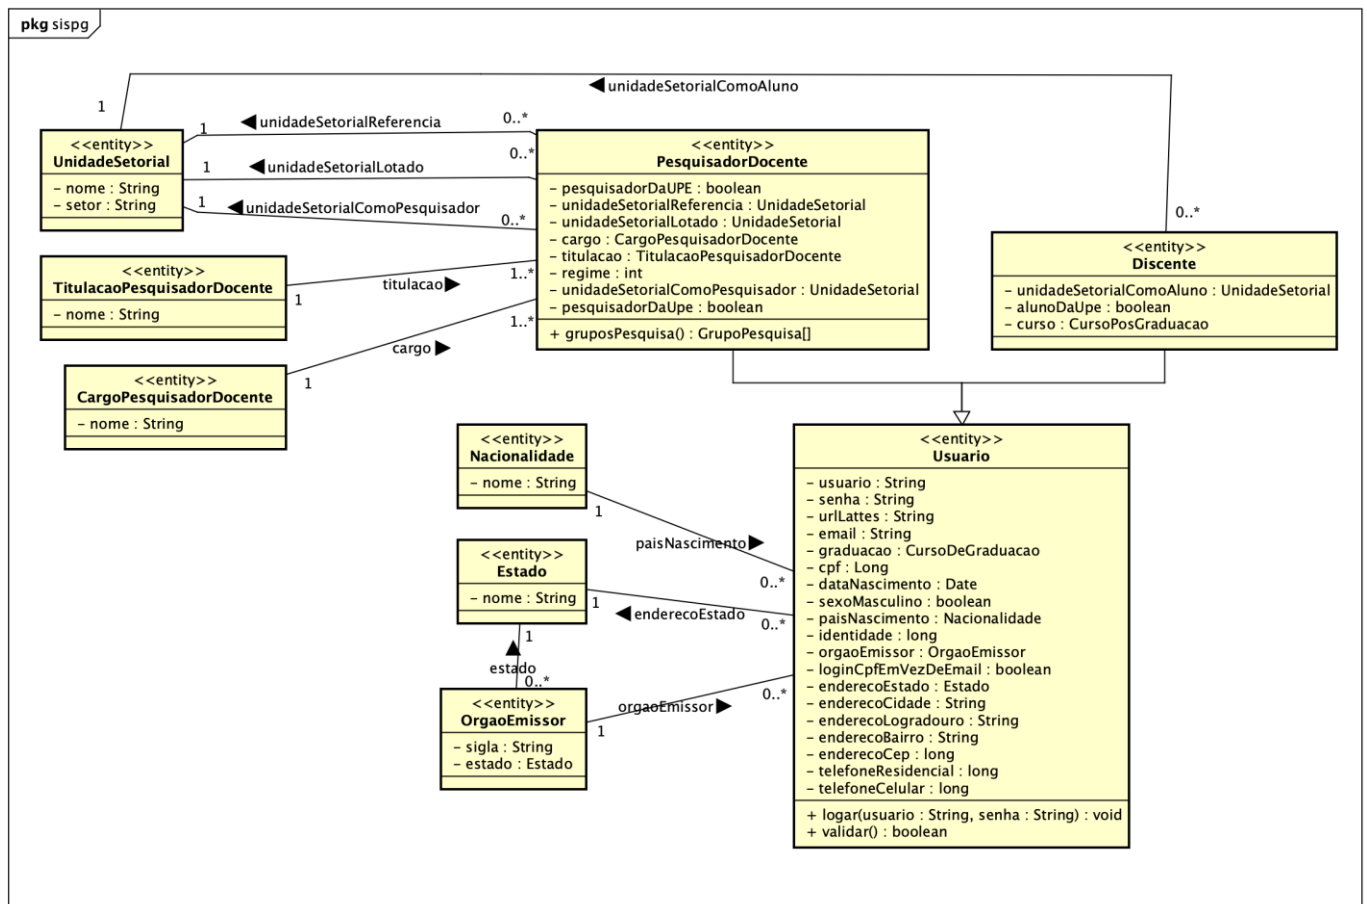 pkg sispg
unidadeSetorialComoAluno
1
unidadeSetorialReferencia
1
0..*
unidadeSetorialLotado
1
0..*
unidadeSetorialComoPesquisador
1
0..*
<<entity>>
UnidadeSetorial
– nome : String
– setor : String
<<entity>>
PesquisadorDocente
– pesquisadorDaUPE : boolean
– unidadeSetorialReferencia : UnidadeSetorial
– unidadeSetorialLotado : UnidadeSetorial
– cargo : CargoPesquisadorDocente
– titulacao : TitulacaoPesquisadorDocente
– regime : int
– unidadeSetorialComoPesquisador : UnidadeSetorial
– pesquisadorDaUpe : boolean
+ gruposPesquisa() : GrupoPesquisa[]
0..*
<<entity>>
Discente
– unidadeSetorialComoAluno : UnidadeSetorial
– alunoDaUpe : boolean
– curso : CursoPosGraduacao
<<entity>>
TitulacaoPesquisadorDocente
– nome : String
1
titulacao
1..*
<<entity>>
CargoPesquisadorDocente
– nome : String
1
cargo
1..*
<<entity>>
Nacionalidade
– nome : String
1
paisNascimento
0..*
<<entity>>
Estado
– nome : String
1
enderecoEstado
0..*
1
estado
0..*
<<entity>>
OrgaoEmissor
– sigla : String
– estado : Estado
1
orgaoEmissor
0..*
<<entity>>
Usuario
– usuario : String
– senha : String
– urlLattes : String
– email : String
– graduacao : CursoDeGraduacao
– cpf : Long
– dataNascimento : Date
– sexoMasculino : boolean
– paisNascimento : Nacionalidade
– identidade : long
– orgaoEmissor : OrgaoEmissor
– loginCpfEmVezDeEmail : boolean
– enderecoEstado : Estado
– enderecoCidade : String
– enderecoLogradouro : String
– enderecoBairro : String
– enderecoCep : long
– telefoneResidencial : long
– telefoneCelular : long
+ logar(usuario : String, senha : String) : void
+ validar() : boolean